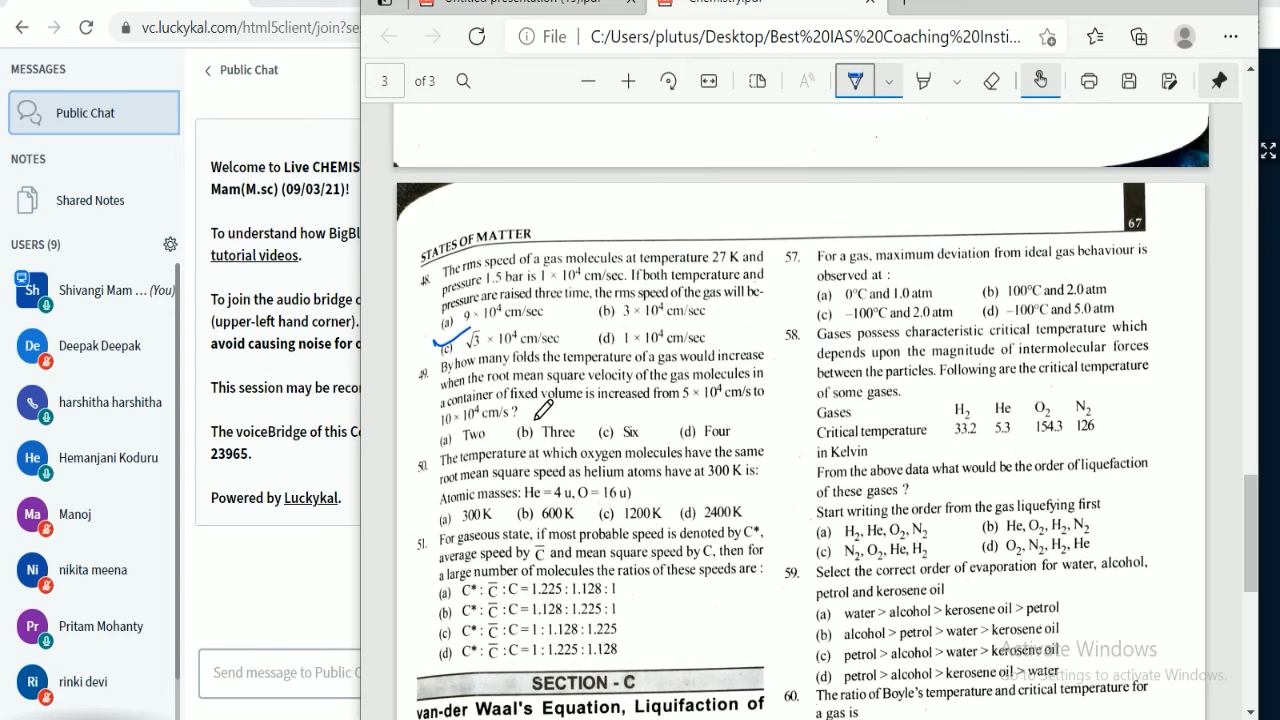 Untitled presentation (19).pdf
Chemistry.pdf
vc.luckykal.com/html5client/join?se
File
C:/Users/plutus/Desktop/Best%20IAS%20Coaching%20Insti...
3
of 3
MESSAGES
Public Chat
NOTES
Shared Notes
USERS (9)
Sh
Shivangi Mam ... (You)
De
Deepak Deepak
harshitha harshitha
He
Hemanjani Koduru
Ma
Manoj
Ni
nikita meena
Pr
Pritam Mohanty
Ri
rinki devi
Public Chat
Welcome to Live CHEMIS
Mam(M.sc) (09/03/21)!
To understand how BigBl
tutorial videos.
To join the audio bridge c
(upper-left hand corner).
avoid causing noise for o
This session may be recor
The voiceBridge of this Co
23965.
Powered by Luckykal.
Send message to Public C
67
STATES OF MATTER
48. The rms speed of a gas molecules at temperature 27 K and
pressure 1.5 bar is 1 × 10⁴ cm/sec. If both temperature and
pressure are raised three time, the rms speed of the gas will be-
(a) 9 × 10⁴ cm/sec (b) 3 × 10⁴ cm/sec
(c) √3 × 10⁴ cm/sec (d) 1 × 10⁴ cm/sec
49. By how many folds the temperature of a gas would increase
when the root mean square velocity of the gas molecules in
a container of fixed volume is increased from 5 × 10⁴ cm/s to
10 × 10⁴ cm/s ?
(a) Two (b) Three (c) Six (d) Four
50. The temperature at which oxygen molecules have the same
root mean square speed as helium atoms have at 300 K is:
Atomic masses: He = 4 u, O = 16 u)
(a) 300 K (b) 600 K (c) 1200 K (d) 2400 K
51. For gaseous state, if most probable speed is denoted by C*,
average speed by C̅ and mean square speed by C, then for
a large number of molecules the ratios of these speeds are :
(a) C* : C̅ : C = 1.225 : 1.128 : 1
(b) C* : C̅ : C = 1.128 : 1.225 : 1
(c) C* : C̅ : C = 1 : 1.128 : 1.225
(d) C* : C̅ : C = 1 : 1.225 : 1.128
SECTION - C
van-der Waal's Equation, Liquifaction of
57. For a gas, maximum deviation from ideal gas behaviour is
observed at :
(a) 0°C and 1.0 atm (b) 100°C and 2.0 atm
(c) –100°C and 2.0 atm (d) –100°C and 5.0 atm
58. Gases possess characteristic critical temperature which
depends upon the magnitude of intermolecular forces
between the particles. Following are the critical temperature
of some gases.
Gases H₂ He O₂ N₂
Critical temperature 33.2 5.3 154.3 126
in Kelvin
From the above data what would be the order of liquefaction
of these gases ?
Start writing the order from the gas liquefying first
(a) H₂, He, O₂, N₂ (b) He, O₂, H₂, N₂
(c) N₂, O₂, He, H₂ (d) O₂, N₂, H₂, He
59. Select the correct order of evaporation for water, alcohol,
petrol and kerosene oil
(a) water > alcohol > kerosene oil > petrol
(b) alcohol > petrol > water > kerosene oil
(c) petrol > alcohol > water > kerosene oil
(d) petrol > alcohol > kerosene oil > water
60. The ratio of Boyle's temperature and critical temperature for
a gas is
Activate Windows
Go to Settings to activate Windows.